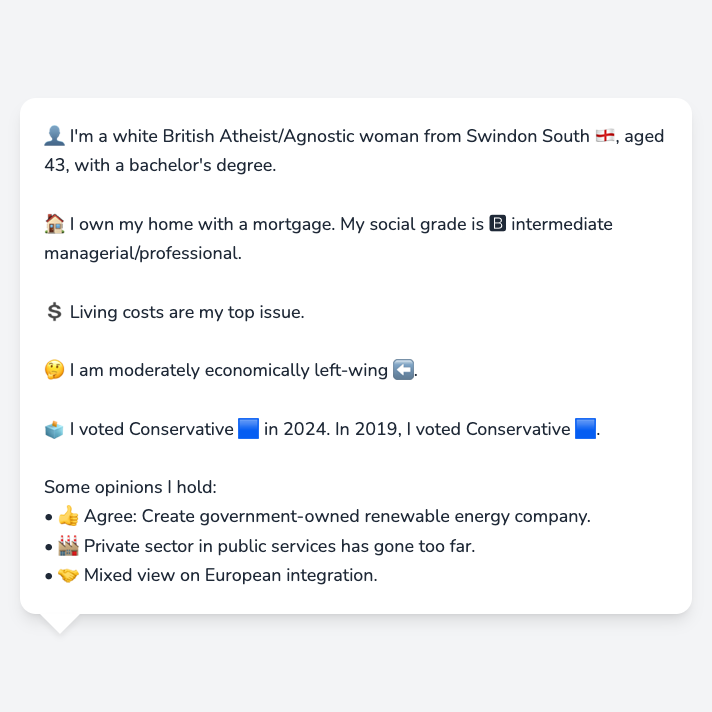 👤 I'm a white British Atheist/Agnostic woman from Swindon South 🏴󠁧󠁢󠁥󠁮󠁧󠁿, aged
43, with a bachelor's degree.
🏠 I own my home with a mortgage. My social grade is 🅱 intermediate
managerial/professional.
💲 Living costs are my top issue.
🤔 I am moderately economically left-wing ⬅️.
🗳️ I voted Conservative 🟦 in 2024. In 2019, I voted Conservative 🟦.
Some opinions I hold:
• 👍 Agree: Create government-owned renewable energy company.
• 🏭 Private sector in public services has gone too far.
• 🤝 Mixed view on European integration.